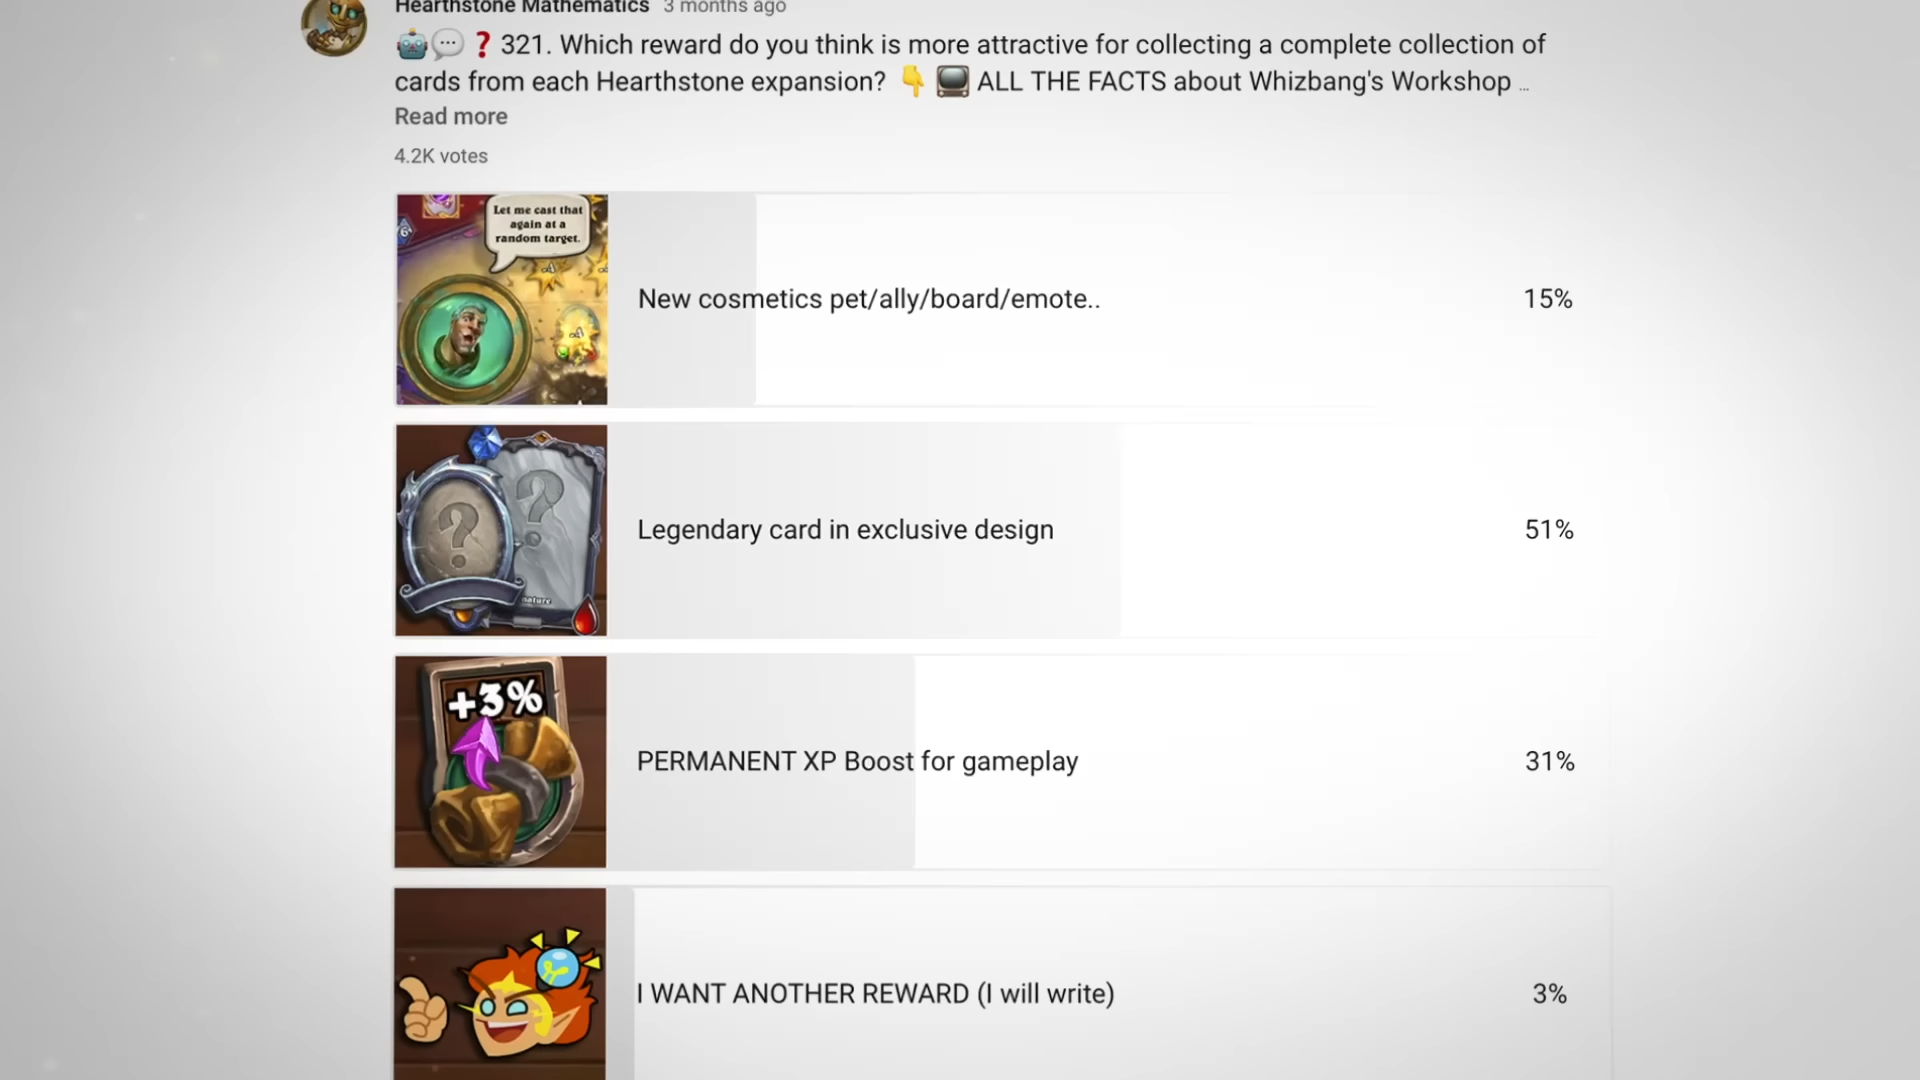 Hearthstone Mathematics 3 months ago
🤖💬❓ 321. Which reward do you think is more attractive for collecting a complete collection of
cards from each Hearthstone expansion? 👇 📺 ALL THE FACTS about Whizbang's Workshop ...
Read more
4.2K votes
Let me cast that
again at a
random target.
6
-4
-4
New cosmetics pet/ally/board/emote.. 15%
Legendary card in exclusive design 51%
+3%
PERMANENT XP Boost for gameplay 31%
I WANT ANOTHER REWARD (I will write) 3%